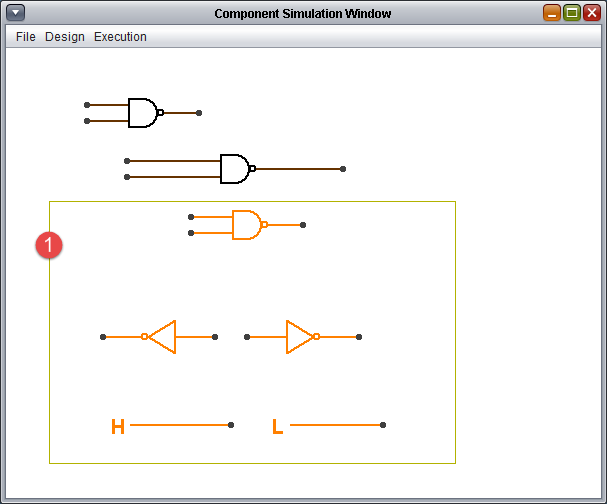 Component Simulation Window
File Design Execution
1
H L